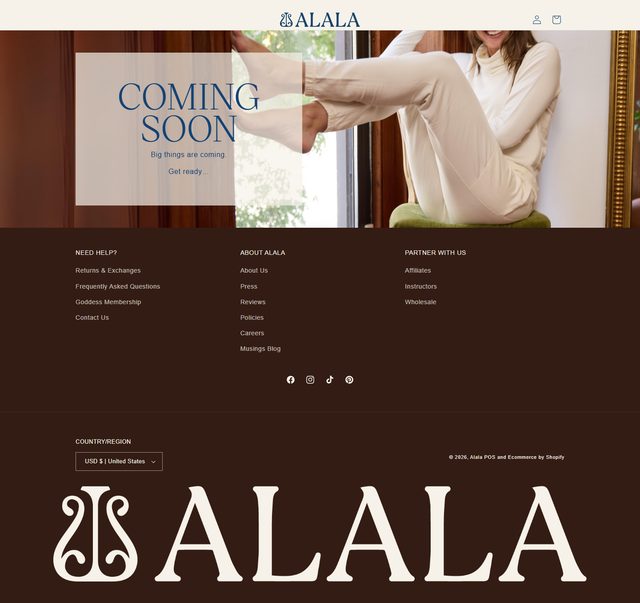 ALALA
COMING
SOON
Big things are coming.
Get ready...
NEED HELP?
Returns & Exchanges
Frequently Asked Questions
Goddess Membership
Contact Us
ABOUT ALALA
About Us
Press
Reviews
Policies
Careers
Musings Blog
PARTNER WITH US
Affiliates
Instructors
Wholesale
COUNTRY/REGION
USD $ | United States
© 2026, Alala POS and Ecommerce by Shopify
ALALA